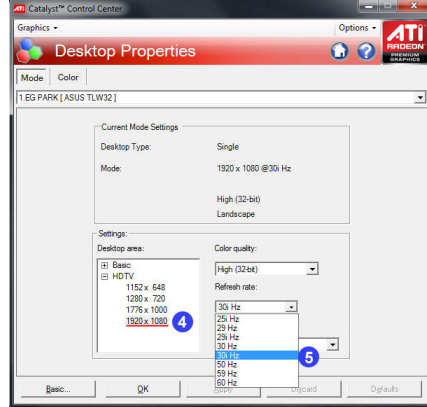 Catalyst™ Control Center
Graphics
Options
Desktop Properties
ATI
RADEON
PREMIUM
GRAPHICS
Mode
Color
1.EG PARK [ ASUS TLW32 ]
Current Mode Settings
Desktop Type:
Single
Mode:
1920 x 1080 @30i Hz
High (32-bit)
Landscape
Settings:
Desktop area:
Color quality:
Basic
HDTV
1152 x 648
1280 x 720
1776 x 1000
1920 x 1080
4
High (32-bit)
Refresh rate:
30i Hz
25i Hz
29 Hz
29i Hz
30 Hz
30i Hz
50 Hz
59 Hz
60 Hz
5
Basic...
OK
Apply
Discard
Defaults